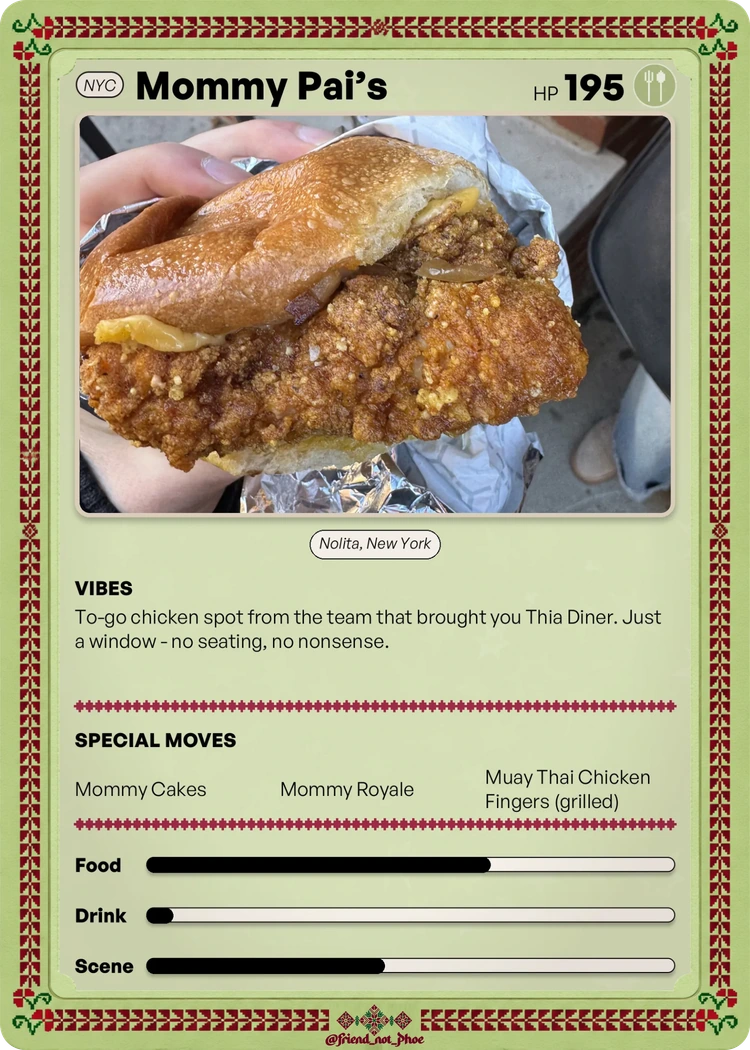 NYC
Mommy Pai's
HP 195
Nolita, New York
VIBES
To-go chicken spot from the team that brought you Thia Diner. Just
a window - no seating, no nonsense.
SPECIAL MOVES
Mommy Cakes
Mommy Royale
Muay Thai Chicken
Fingers (grilled)
Food
Drink
Scene
@friend_not_phoe